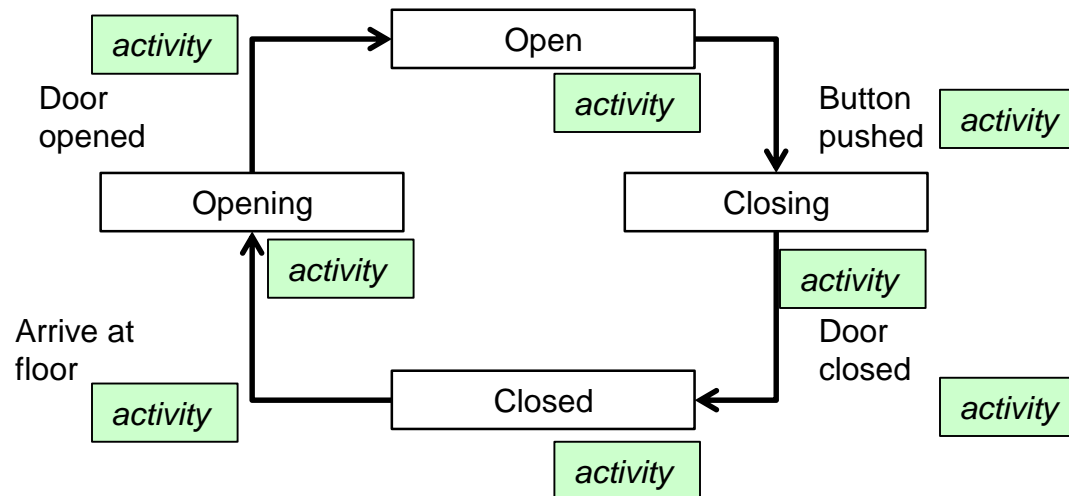 activity
Open
activity
Door
opened
Button
pushed
activity
Opening
Closing
activity
activity
Arrive at
floor
Door
closed
activity
Closed
activity
activity